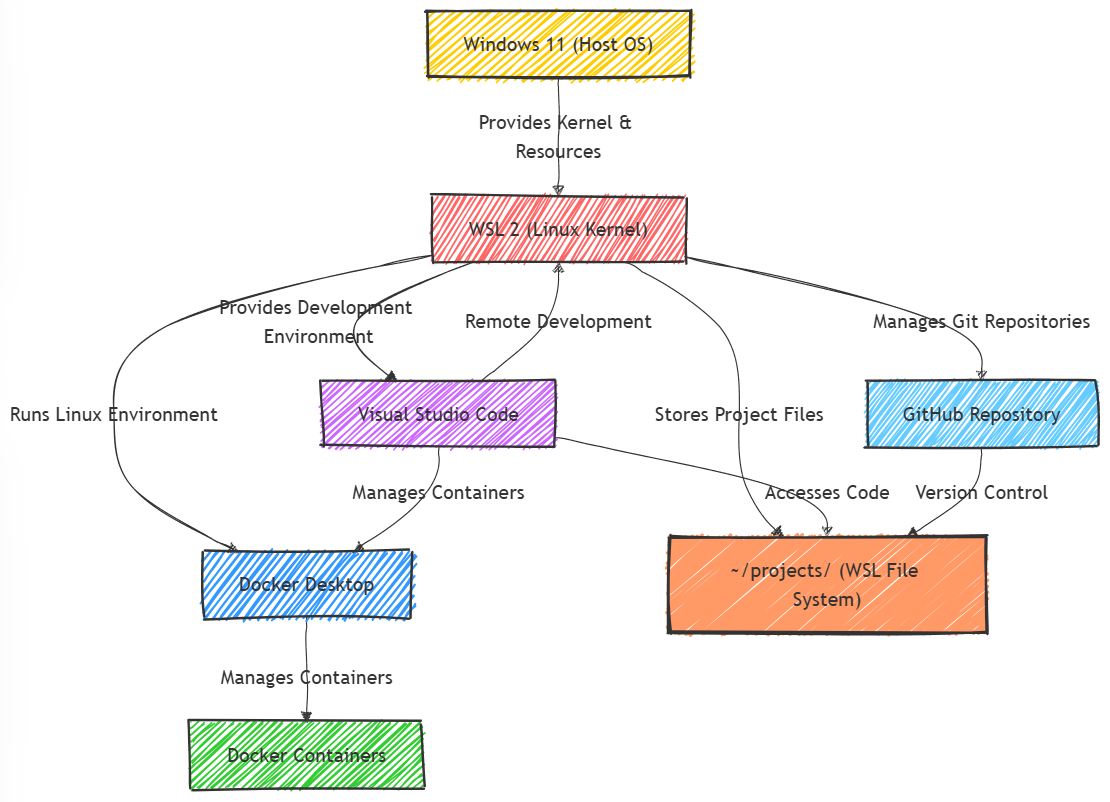 Windows 11 (Host OS)
Provides Kernel &
Resources
WSL 2 (Linux Kernel)
Provides Development
Environment
Remote Development
Manages Git Repositories
Runs Linux Environment
Visual Studio Code
Stores Project Files
GitHub Repository
Manages Containers
Accesses Code
Version Control
Docker Desktop
~/projects/ (WSL File
System)
Manages Containers
Docker Containers